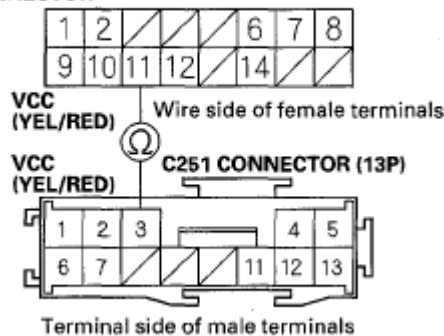 1 2 6 7 8
9 10 11 12 14
VCC
(YEL/RED)
Wire side of female terminals
Ω
VCC
(YEL/RED)
C251 CONNECTOR (13P)
1 2 3 4 5
6 7 11 12 13
Terminal side of male terminals